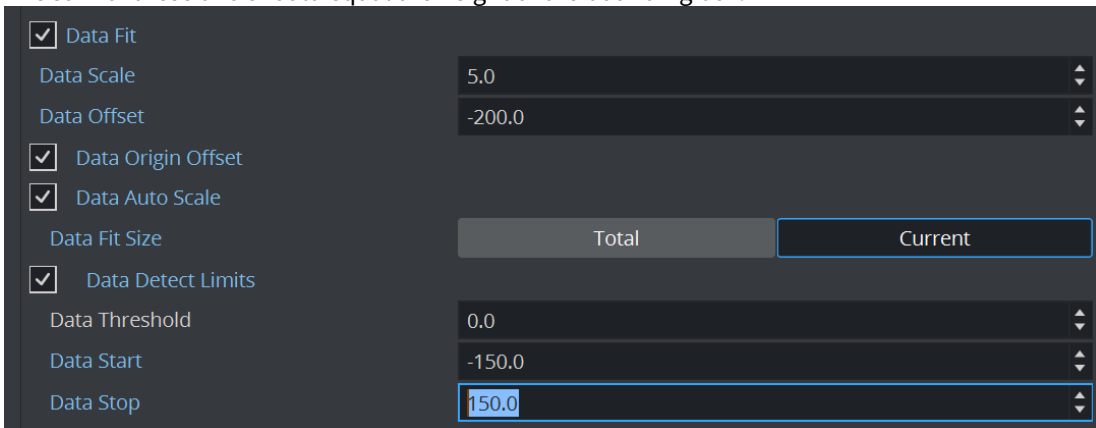 Data Fit
Data Scale 5.0
Data Offset -200.0
Data Origin Offset
Data Auto Scale
Data Fit Size Total Current
Data Detect Limits
Data Threshold 0.0
Data Start -150.0
Data Stop 150.0